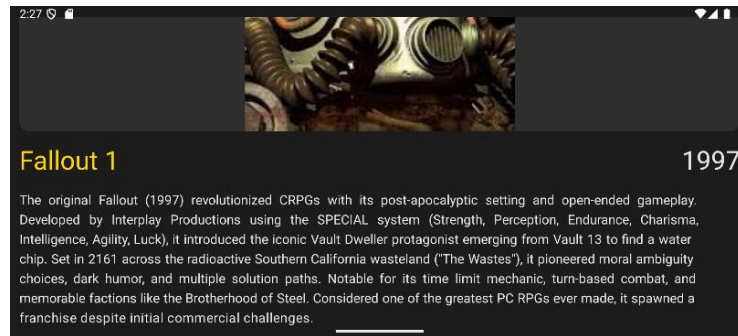 2:27
Fallout 1
1997
The original Fallout (1997) revolutionized CRPGs with its post-apocalyptic setting and open-ended gameplay.
Developed by Interplay Productions using the SPECIAL system (Strength, Perception, Endurance, Charisma,
Intelligence, Agility, Luck), it introduced the iconic Vault Dweller protagonist emerging from Vault 13 to find a water
chip. Set in 2161 across the radioactive Southern California wasteland ("The Wastes"), it pioneered moral ambiguity
choices, dark humor, and multiple solution paths. Notable for its time limit mechanic, turn-based combat, and
memorable factions like the Brotherhood of Steel. Considered one of the greatest PC RPGs ever made, it spawned a
franchise despite initial commercial challenges.